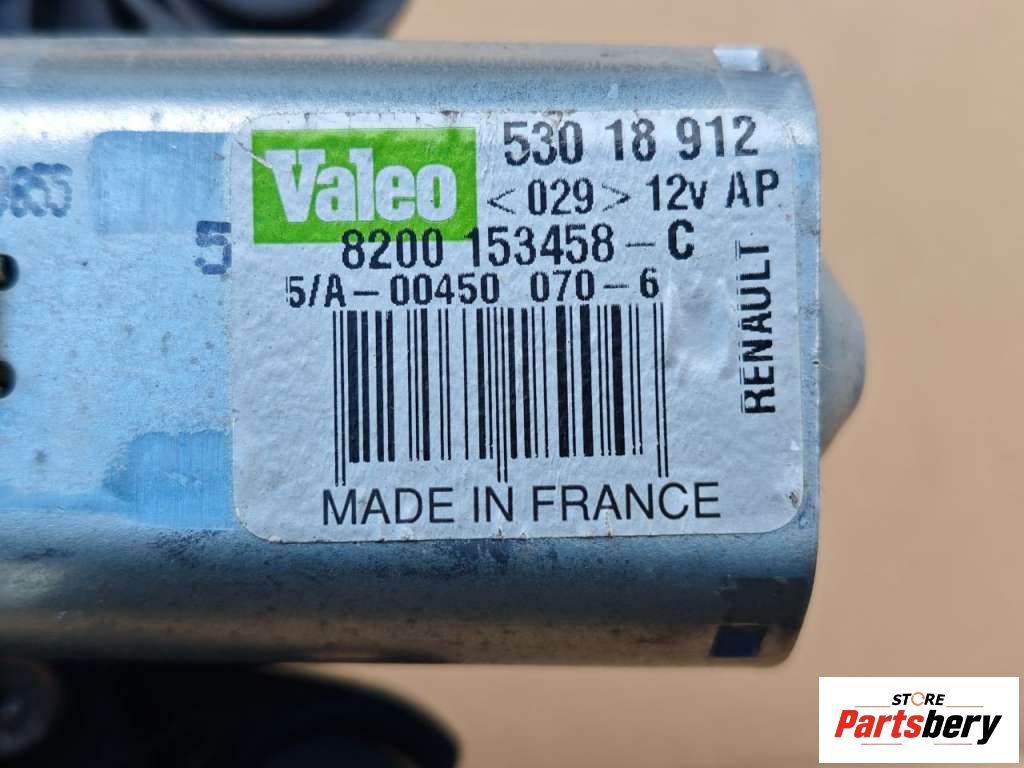 Valeo
530 18 912
<029> 12v AP
8200 153458-C
5/A-00450 070-6
RENAULT
MADE IN FRANCE
5
STORE
Partsbery